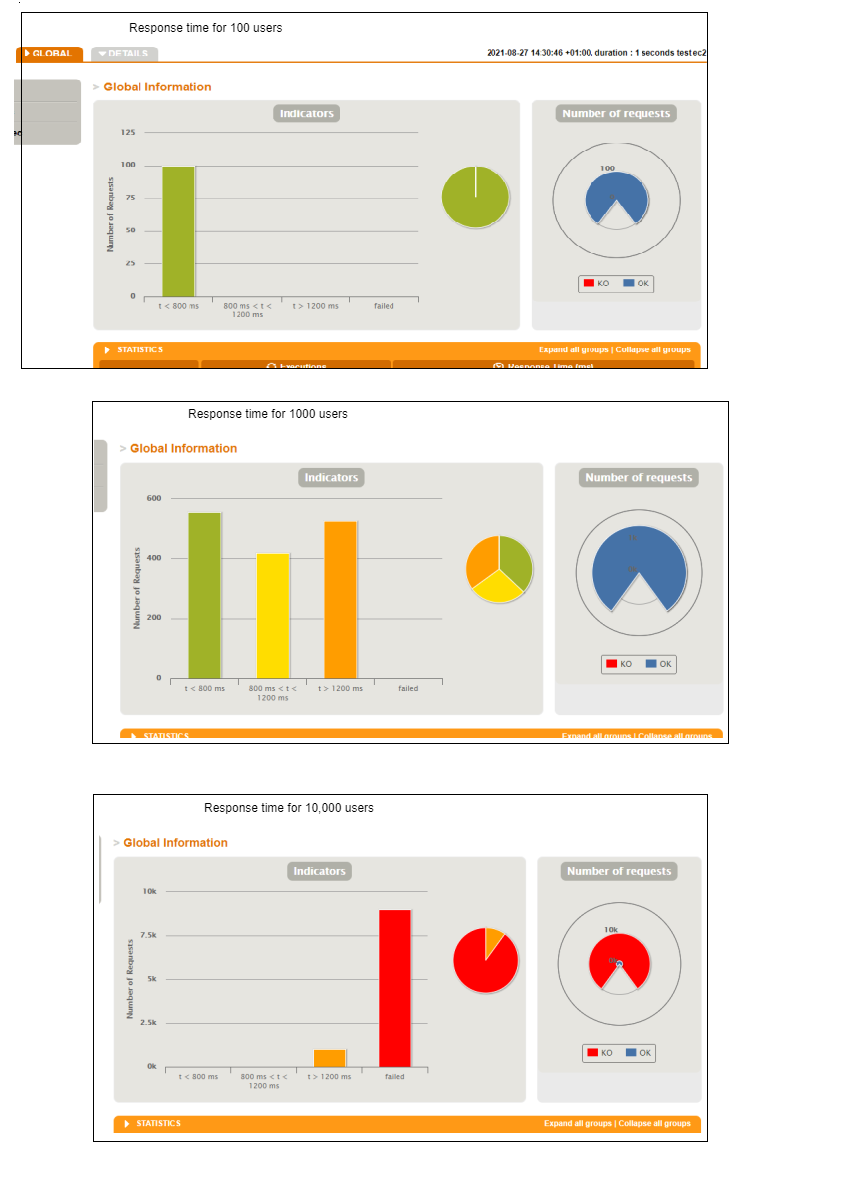 Response time for 100 users
GLOBAL
DETAILS
2021-08-27 14:30:46 +01:00, duration : 1 seconds testec2
> Global Information
Indicators
Number of Requests
125
100
75
50
25
0
t < 800 ms
800 ms < t <
1200 ms
t > 1200 ms
failed
Number of requests
100
KO
OK
STATISTICS
Expand all groups | Collapse all groups
Executions
Response Time (ms)
Response time for 1000 users
> Global Information
Indicators
Number of Requests
600
400
200
0
t < 800 ms
800 ms < t <
1200 ms
t > 1200 ms
failed
Number of requests
KO
OK
STATISTICS
Expand all groups | Collapse all groups
Response time for 10,000 users
> Global Information
Indicators
Number of Requests
10k
7.5k
5k
2.5k
0k
t < 800 ms
800 ms < t <
1200 ms
t > 1200 ms
failed
Number of requests
10k
KO
OK
STATISTICS
Expand all groups | Collapse all groups